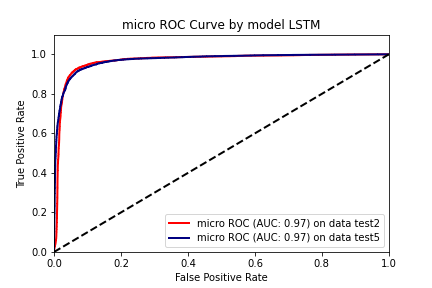 micro ROC Curve by model LSTM
True Positive Rate
1.0
0.8
0.6
0.4
0.2
0.0
micro ROC (AUC: 0.97) on data test2
micro ROC (AUC: 0.97) on data test5
0.0 0.2 0.4 0.6 0.8 1.0
False Positive Rate